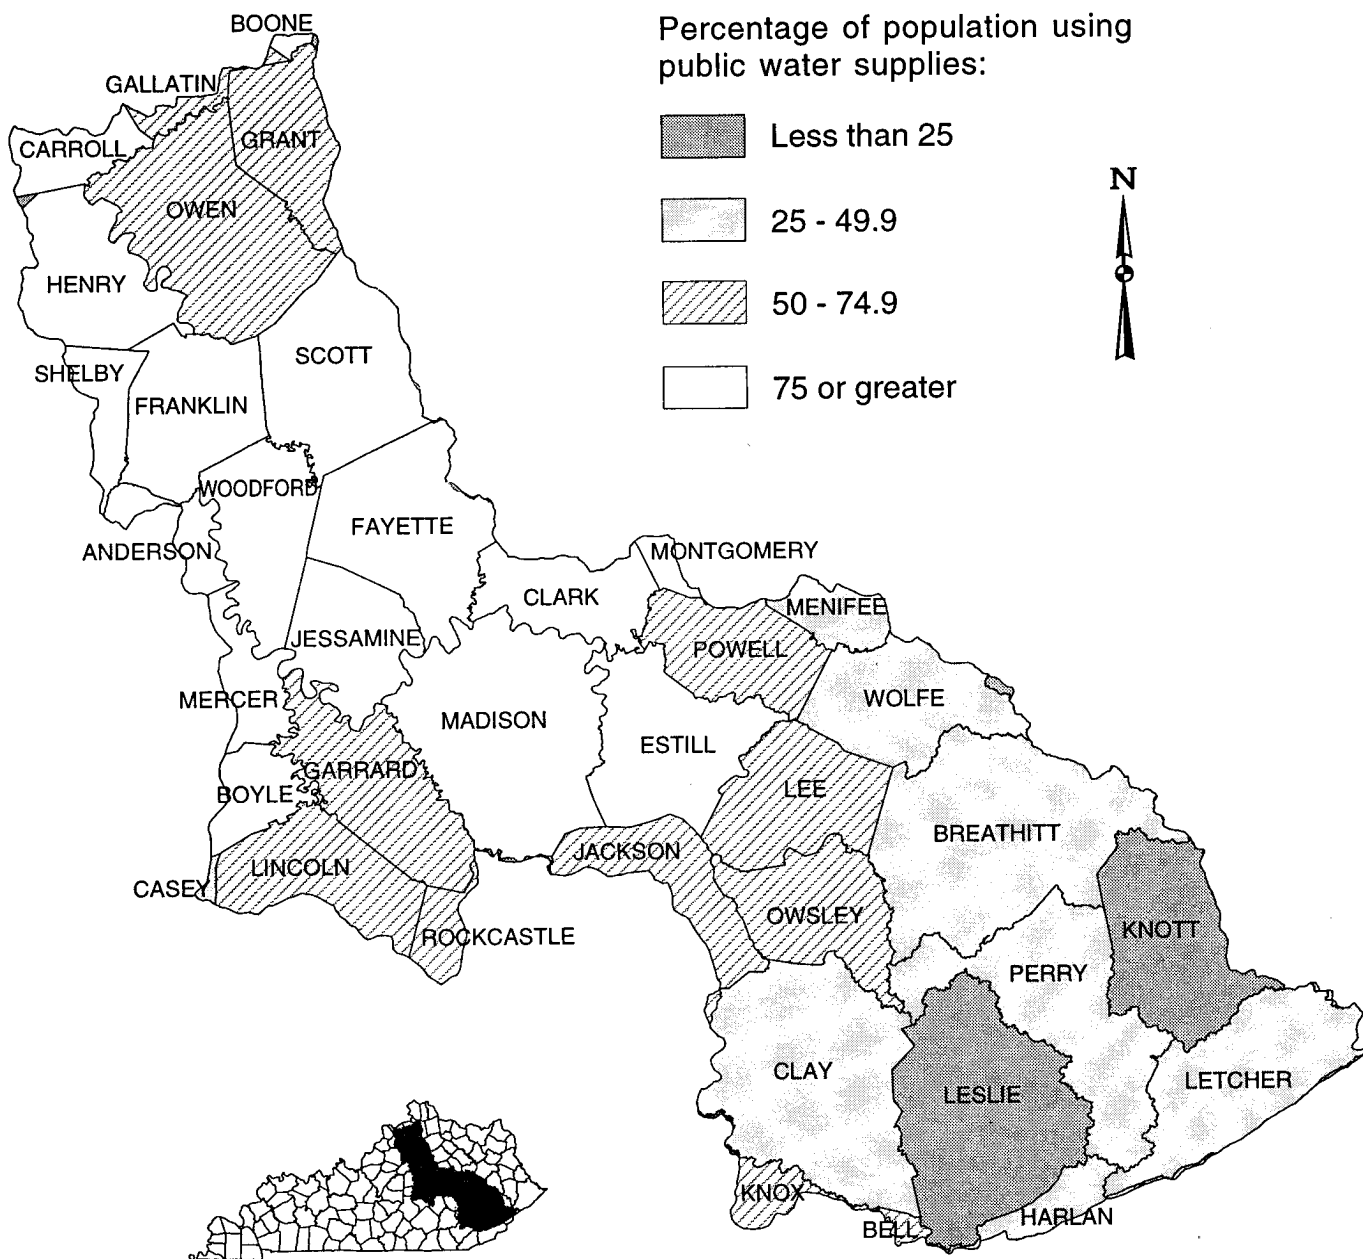 Percentage of population using
public water supplies:
Less than 25
25 - 49.9
50 - 74.9
75 or greater
N
BOONE
GALLATIN
GRANT
CARROLL
OWEN
HENRY
SCOTT
SHELBY
FRANKLIN
WOODFORD
FAYETTE
ANDERSON
MONTGOMERY
CLARK
MENIFEE
JESSAMINE
POWELL
MERCER
WOLFE
MADISON
ESTILL
GARRARD
LEE
BOYLE
BREATHITT
JACKSON
LINCOLN
CASEY
OWSLEY
KNOTT
ROCKCASTLE
PERRY
CLAY
LETCHER
LESLIE
KNOX
HARLAN
BELL